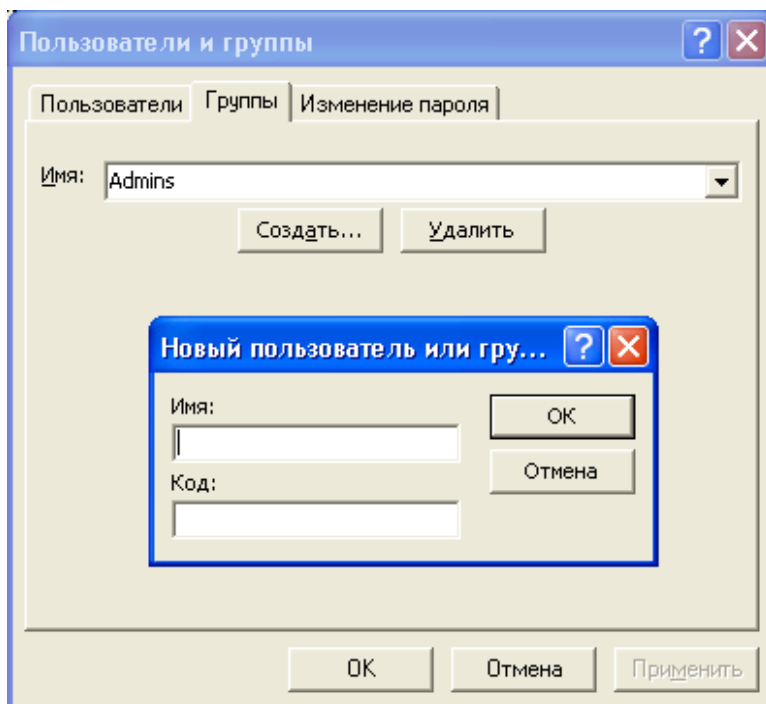 Пользователи и группы
Пользователи Группы Изменение пароля
Имя: Admins
Создать... Удалить
Новый пользователь или гру...
Имя:
ОК
Код:
Отмена
ОК Отмена Применить